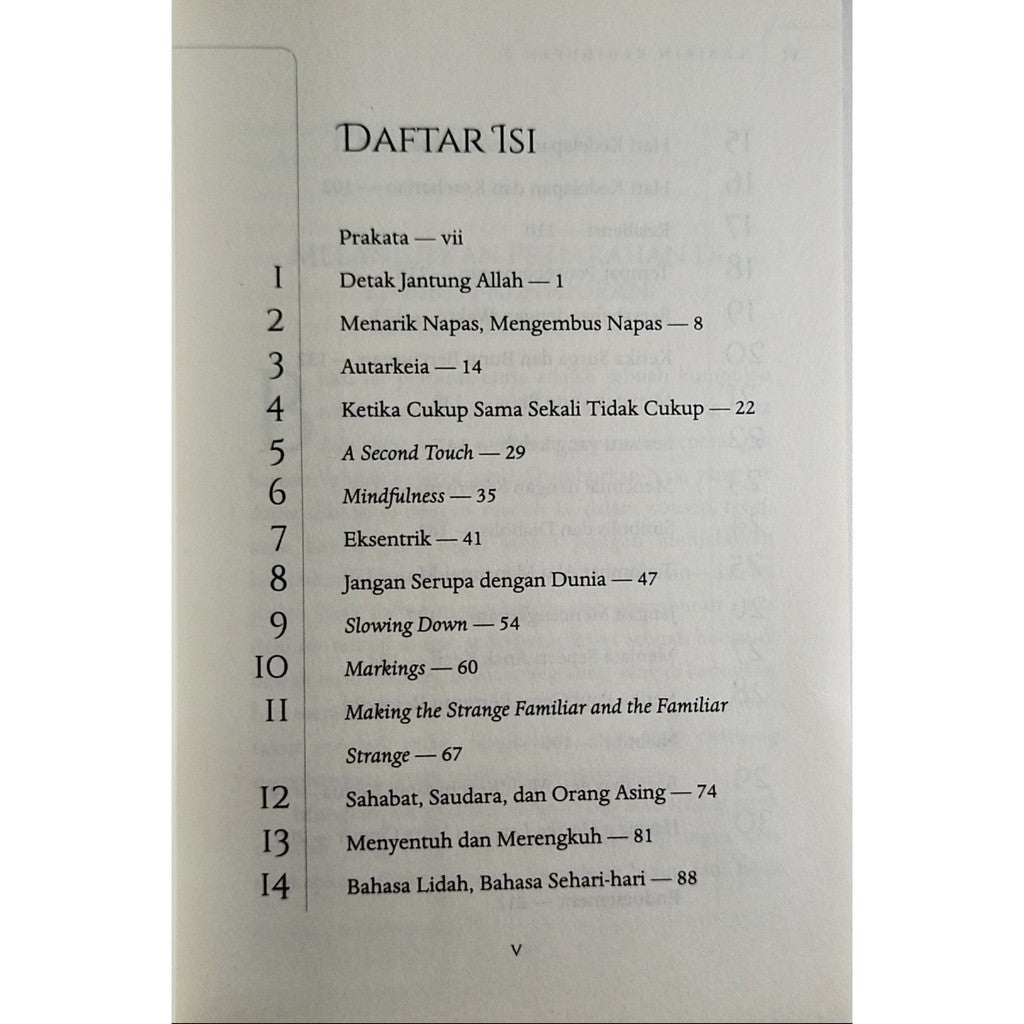 DAFTAR ISI
Prakata — vii
1 Detak Jantung Allah — 1
2 Menarik Napas, Mengembus Napas — 8
3 Autarkeia — 14
4 Ketika Cukup Sama Sekali Tidak Cukup — 22
5 A Second Touch — 29
6 Mindfulness — 35
7 Eksentrik — 41
8 Jangan Serupa dengan Dunia — 47
9 Slowing Down — 54
10 Markings — 60
11 Making the Strange Familiar and the Familiar
Strange — 67
12 Sahabat, Saudara, dan Orang Asing — 74
13 Menyentuh dan Merengkuh — 81
14 Bahasa Lidah, Bahasa Sehari-hari — 88
v